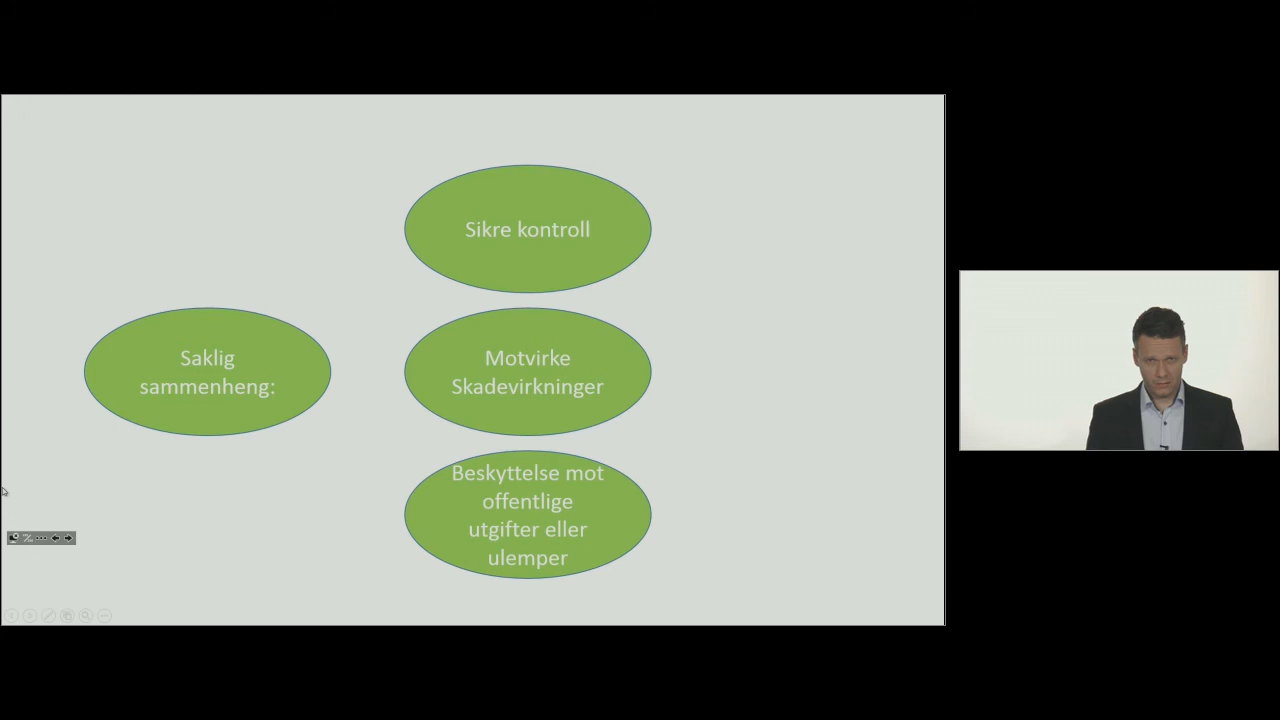 Sikre kontroll
Saklig
sammenheng:
Motvirke
Skadevirkninger
Beskyttelse mot
offentlige
utgifter eller
ulemper